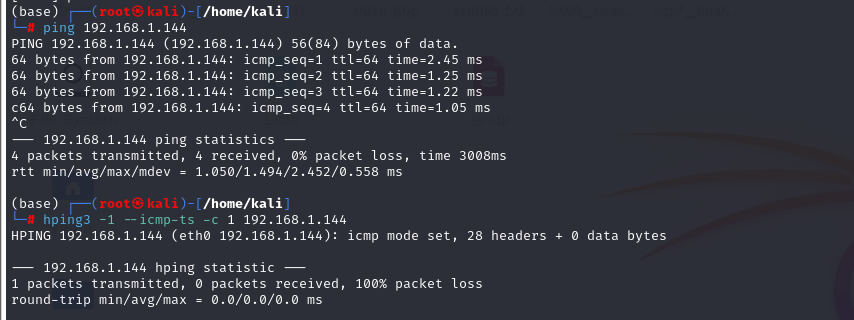 (base) ┌──(root㉿kali)-[/home/kali]
└─# ping 192.168.1.144
PING 192.168.1.144 (192.168.1.144) 56(84) bytes of data.
64 bytes from 192.168.1.144: icmp_seq=1 ttl=64 time=2.45 ms
64 bytes from 192.168.1.144: icmp_seq=2 ttl=64 time=1.25 ms
64 bytes from 192.168.1.144: icmp_seq=3 ttl=64 time=1.22 ms
c64 bytes from 192.168.1.144: icmp_seq=4 ttl=64 time=1.05 ms
^C
--- 192.168.1.144 ping statistics ---
4 packets transmitted, 4 received, 0% packet loss, time 3008ms
rtt min/avg/max/mdev = 1.050/1.494/2.452/0.558 ms
(base) ┌──(root㉿kali)-[/home/kali]
└─# hping3 -1 --icmp-ts -c 1 192.168.1.144
HPING 192.168.1.144 (eth0 192.168.1.144): icmp mode set, 28 headers + 0 data bytes
--- 192.168.1.144 hping statistic ---
1 packets transmitted, 0 packets received, 100% packet loss
round-trip min/avg/max = 0.0/0.0/0.0 ms